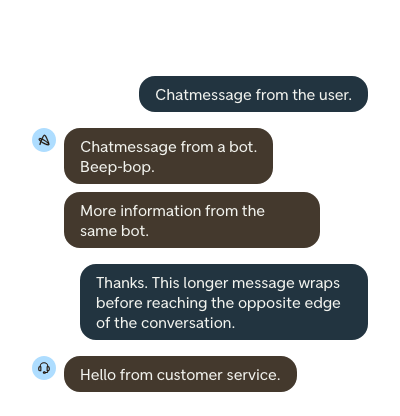 Chatmessage from the user.
Chatmessage from a bot.
Beep-bop.
More information from the
same bot.
Thanks. This longer message wraps
before reaching the opposite edge
of the conversation.
Hello from customer service.